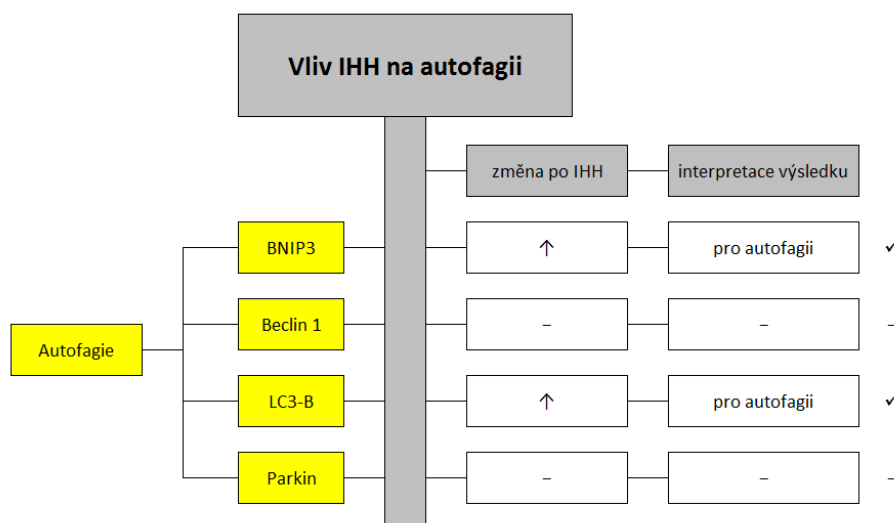 Vliv IHH na autofagii
změna po IHH
interpretace výsledku
BNIP3
↑
pro autofagii
✓
Beclin 1
–
–
–
Autofagie
LC3-B
↑
pro autofagii
✓
Parkin
–
–
–